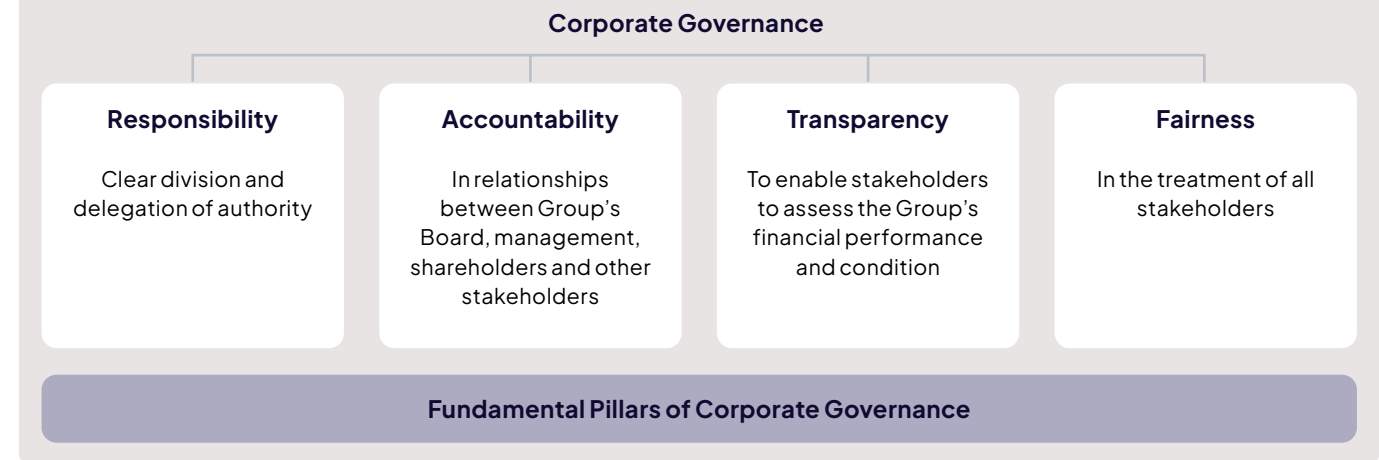 Corporate Governance
Responsibility
Clear division and
delegation of authority
Accountability
In relationships
between Group’s
Board, management,
shareholders and other
stakeholders
Transparency
To enable stakeholders
to assess the Group’s
financial performance
and condition
Fairness
In the treatment of all
stakeholders
Fundamental Pillars of Corporate Governance